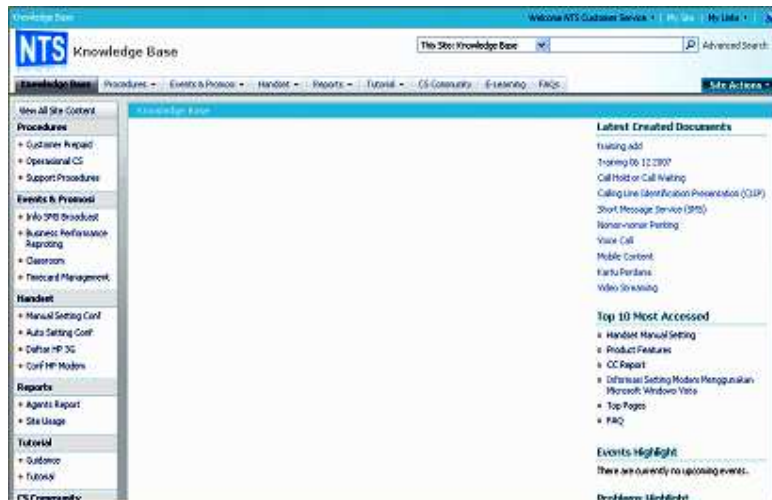 Knowledge Base
Welcome NTS Customer Service
My Site
My Links
NTS Knowledge Base
This Site: Knowledge Base
Advanced Search
Knowledge Base
Procedures
Events & Promosi
Handset
Reports
Tutorial
CS Community
E-Learning
FAQs
Site Actions
View All Site Content
Knowledge Base
Procedures
Customer Prepaid
Operasional CS
Support Procedures
Events & Promosi
Info SMS Broadcast
Business Performance
Reproting
Classroom
Timecard Management
Handset
Manual Setting Conf
Auto Setting Conf
Daftar HP 3G
Conf HP Modem
Reports
Agents Report
Site Usage
Tutorial
Guidance
Tutorial
CS Community
Latest Created Documents
training add
Training 06 12 2007
Call Hold or Call Waiting
Calling Line Identification Presentation (CLIP)
Short Message Service (SMS)
Nomor-nomor Penting
Voice Call
Mobile Content
Kartu Perdana
Video Streaming
Top 10 Most Accessed
Handset Manual Setting
Product Features
CC Report
Informasi Setting Modem Menggunakan
Microsoft Windows Vista
Top Pages
FAQ
Events Highlight
There are currently no upcoming events.
Problems Highlight